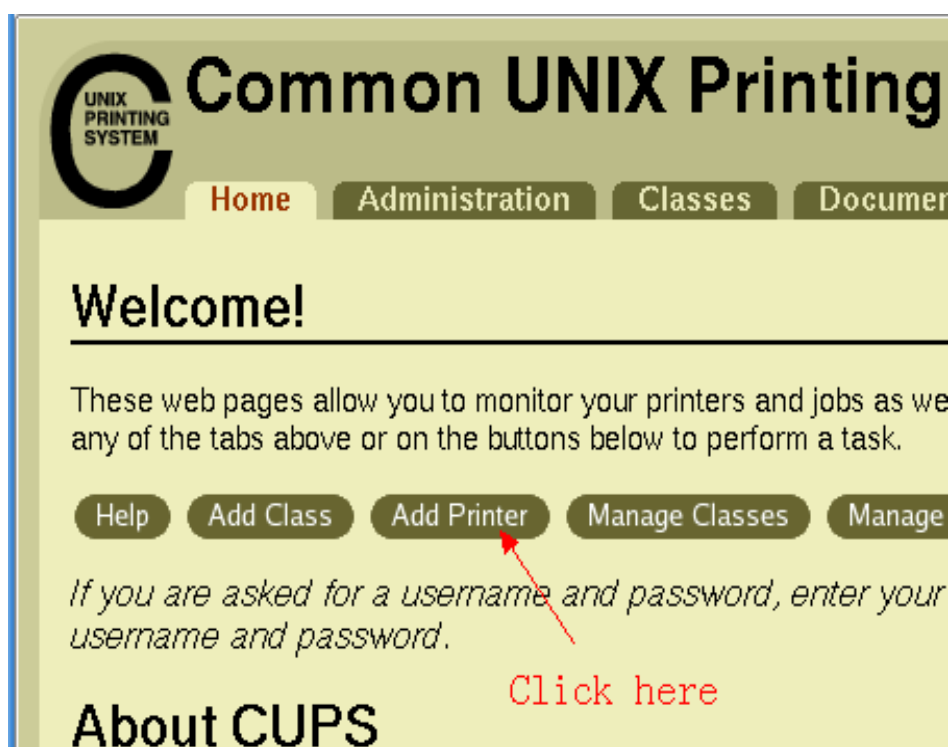 UNIX
PRINTING
SYSTEM
Common UNIX Printing
Home Administration Classes Documen
Welcome!
These web pages allow you to monitor your printers and jobs as we
any of the tabs above or on the buttons below to perform a task.
Help Add Class Add Printer Manage Classes Manage
If you are asked for a username and password, enter your
username and password.
Click here
About CUPS